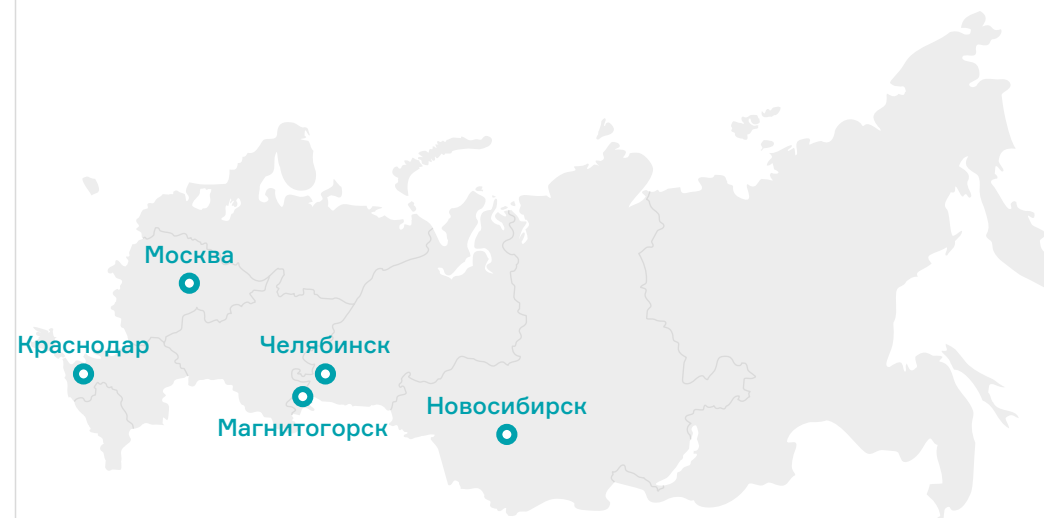 Москва
Краснодар
Челябинск
Магнитогорск
Новосибирск